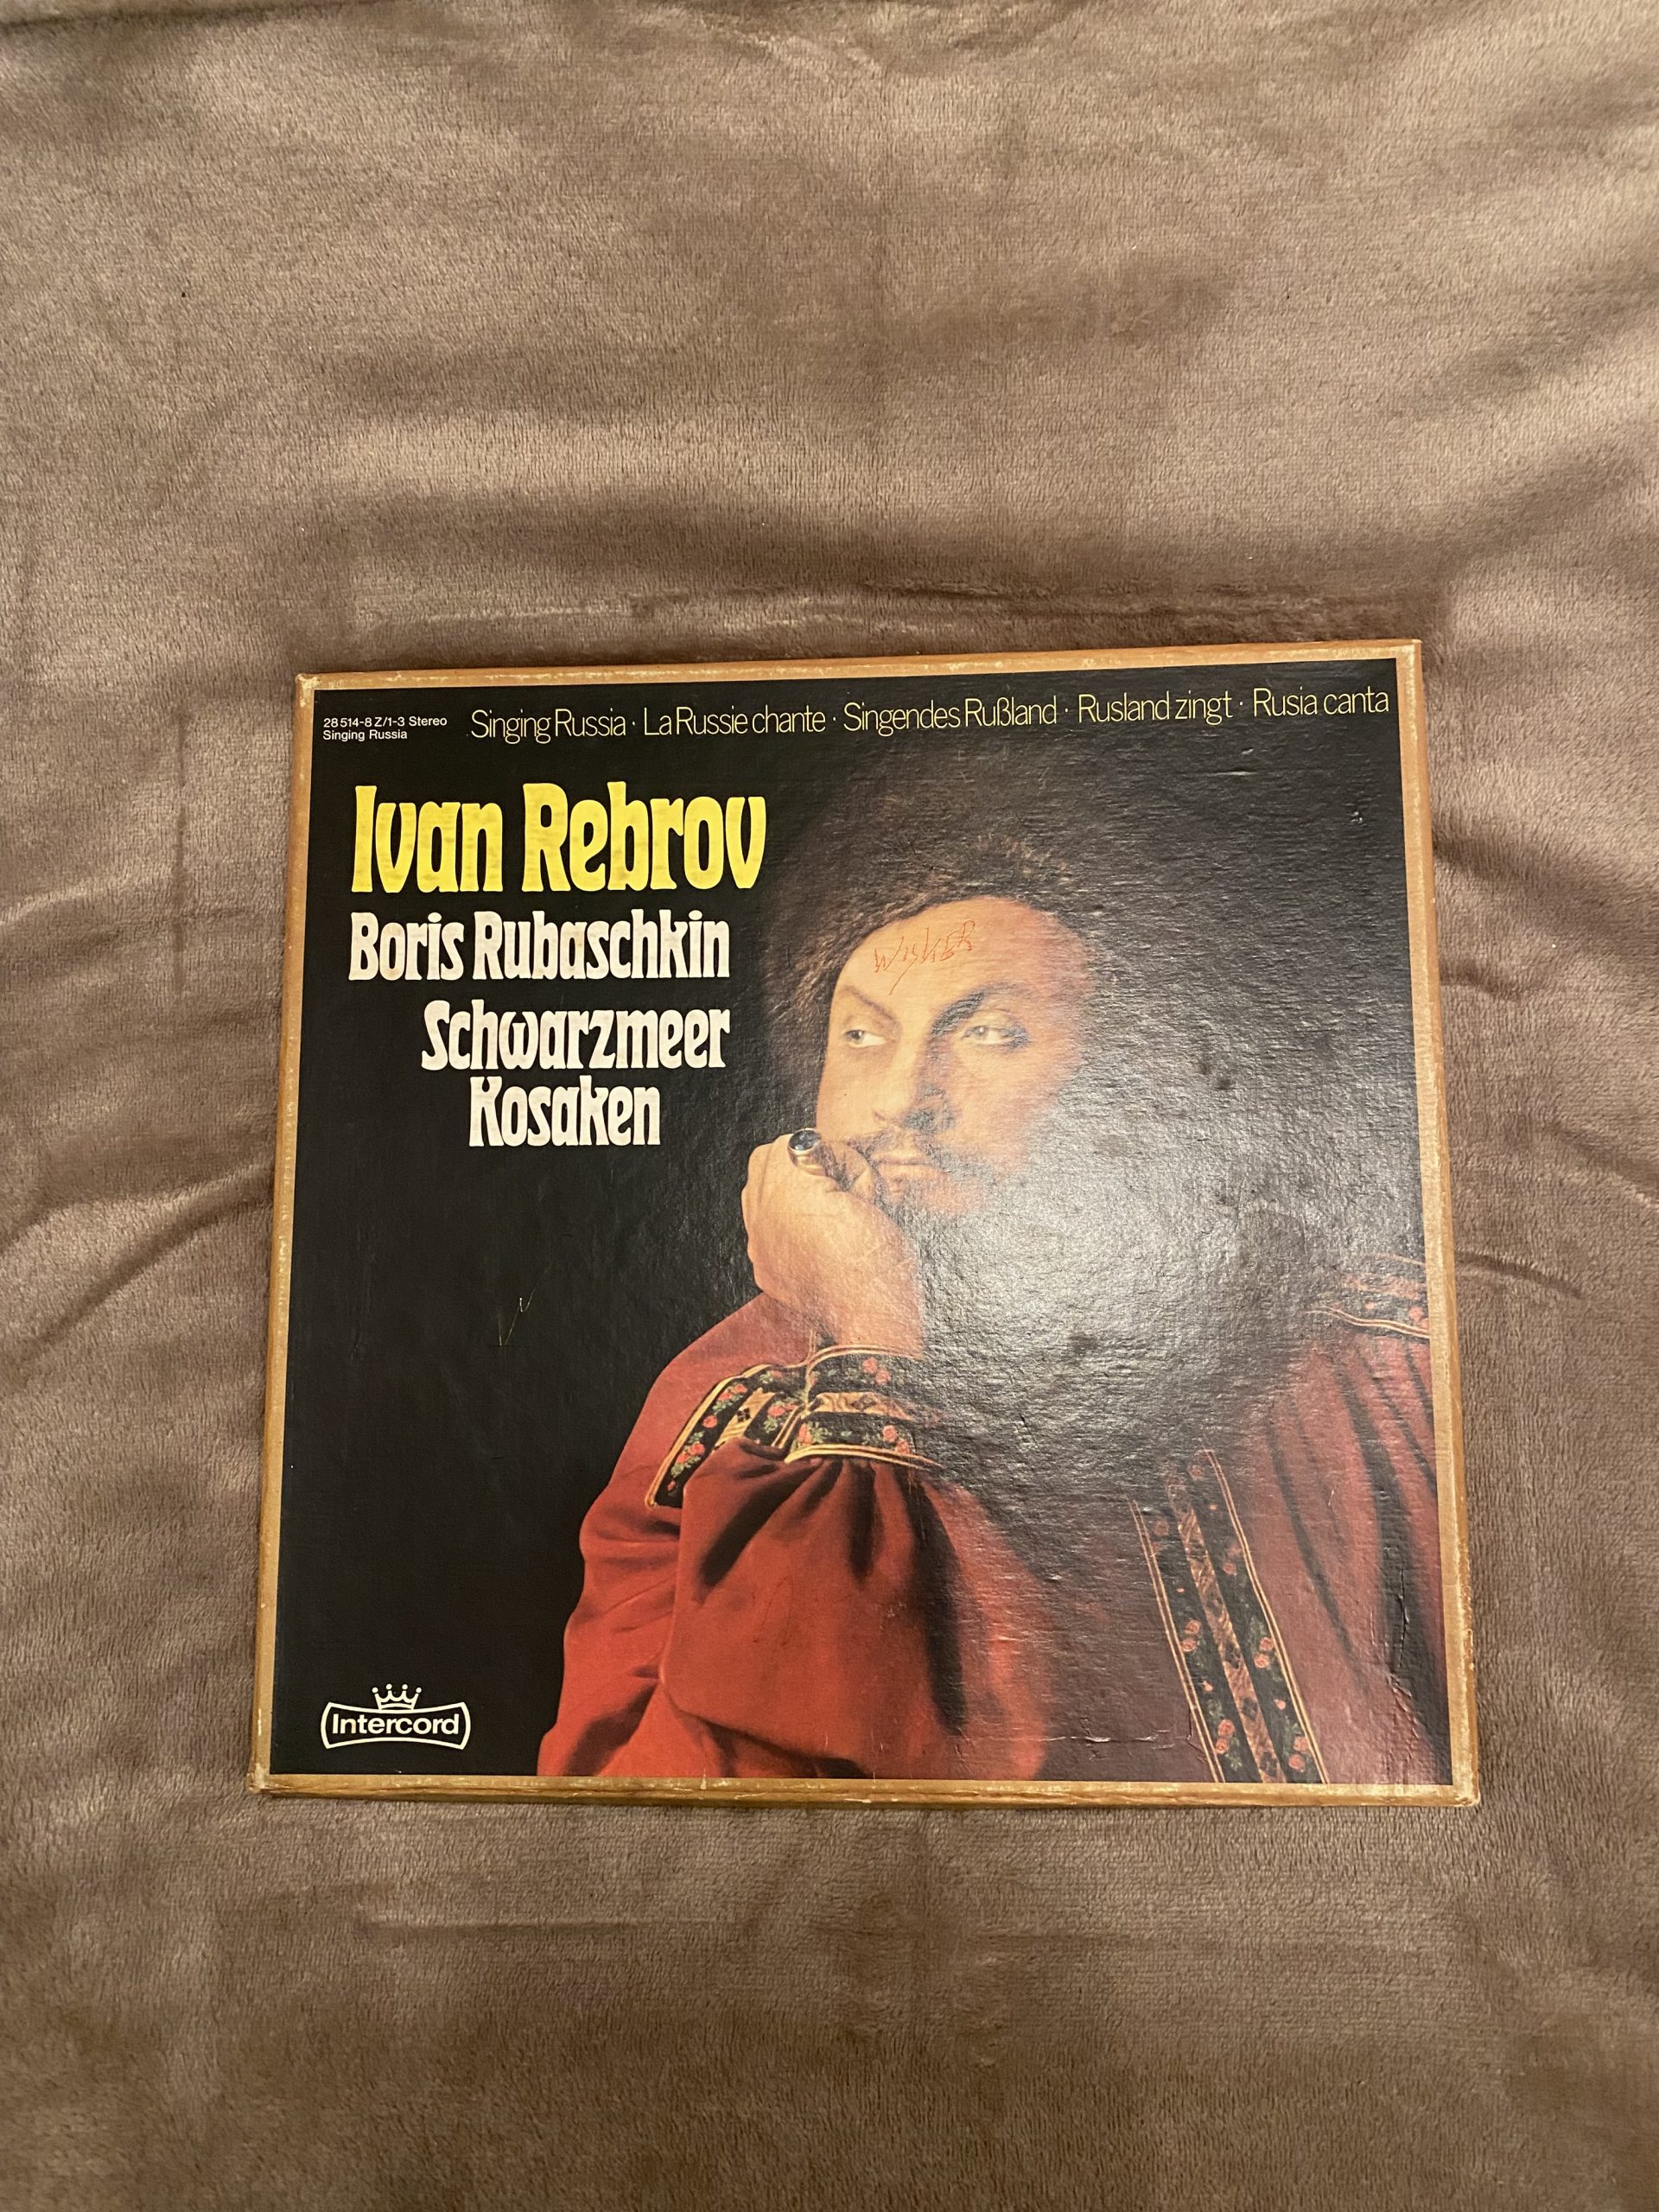 28 514-8 Z/1-3 Stereo
Singing Russia
Singing Russia · La Russie chante · Singendes Rußland · Rusland zingt · Rusia canta
Ivan Rebrov
Boris Rubaschkin
Schwarzmeer
Kosaken
Intercord